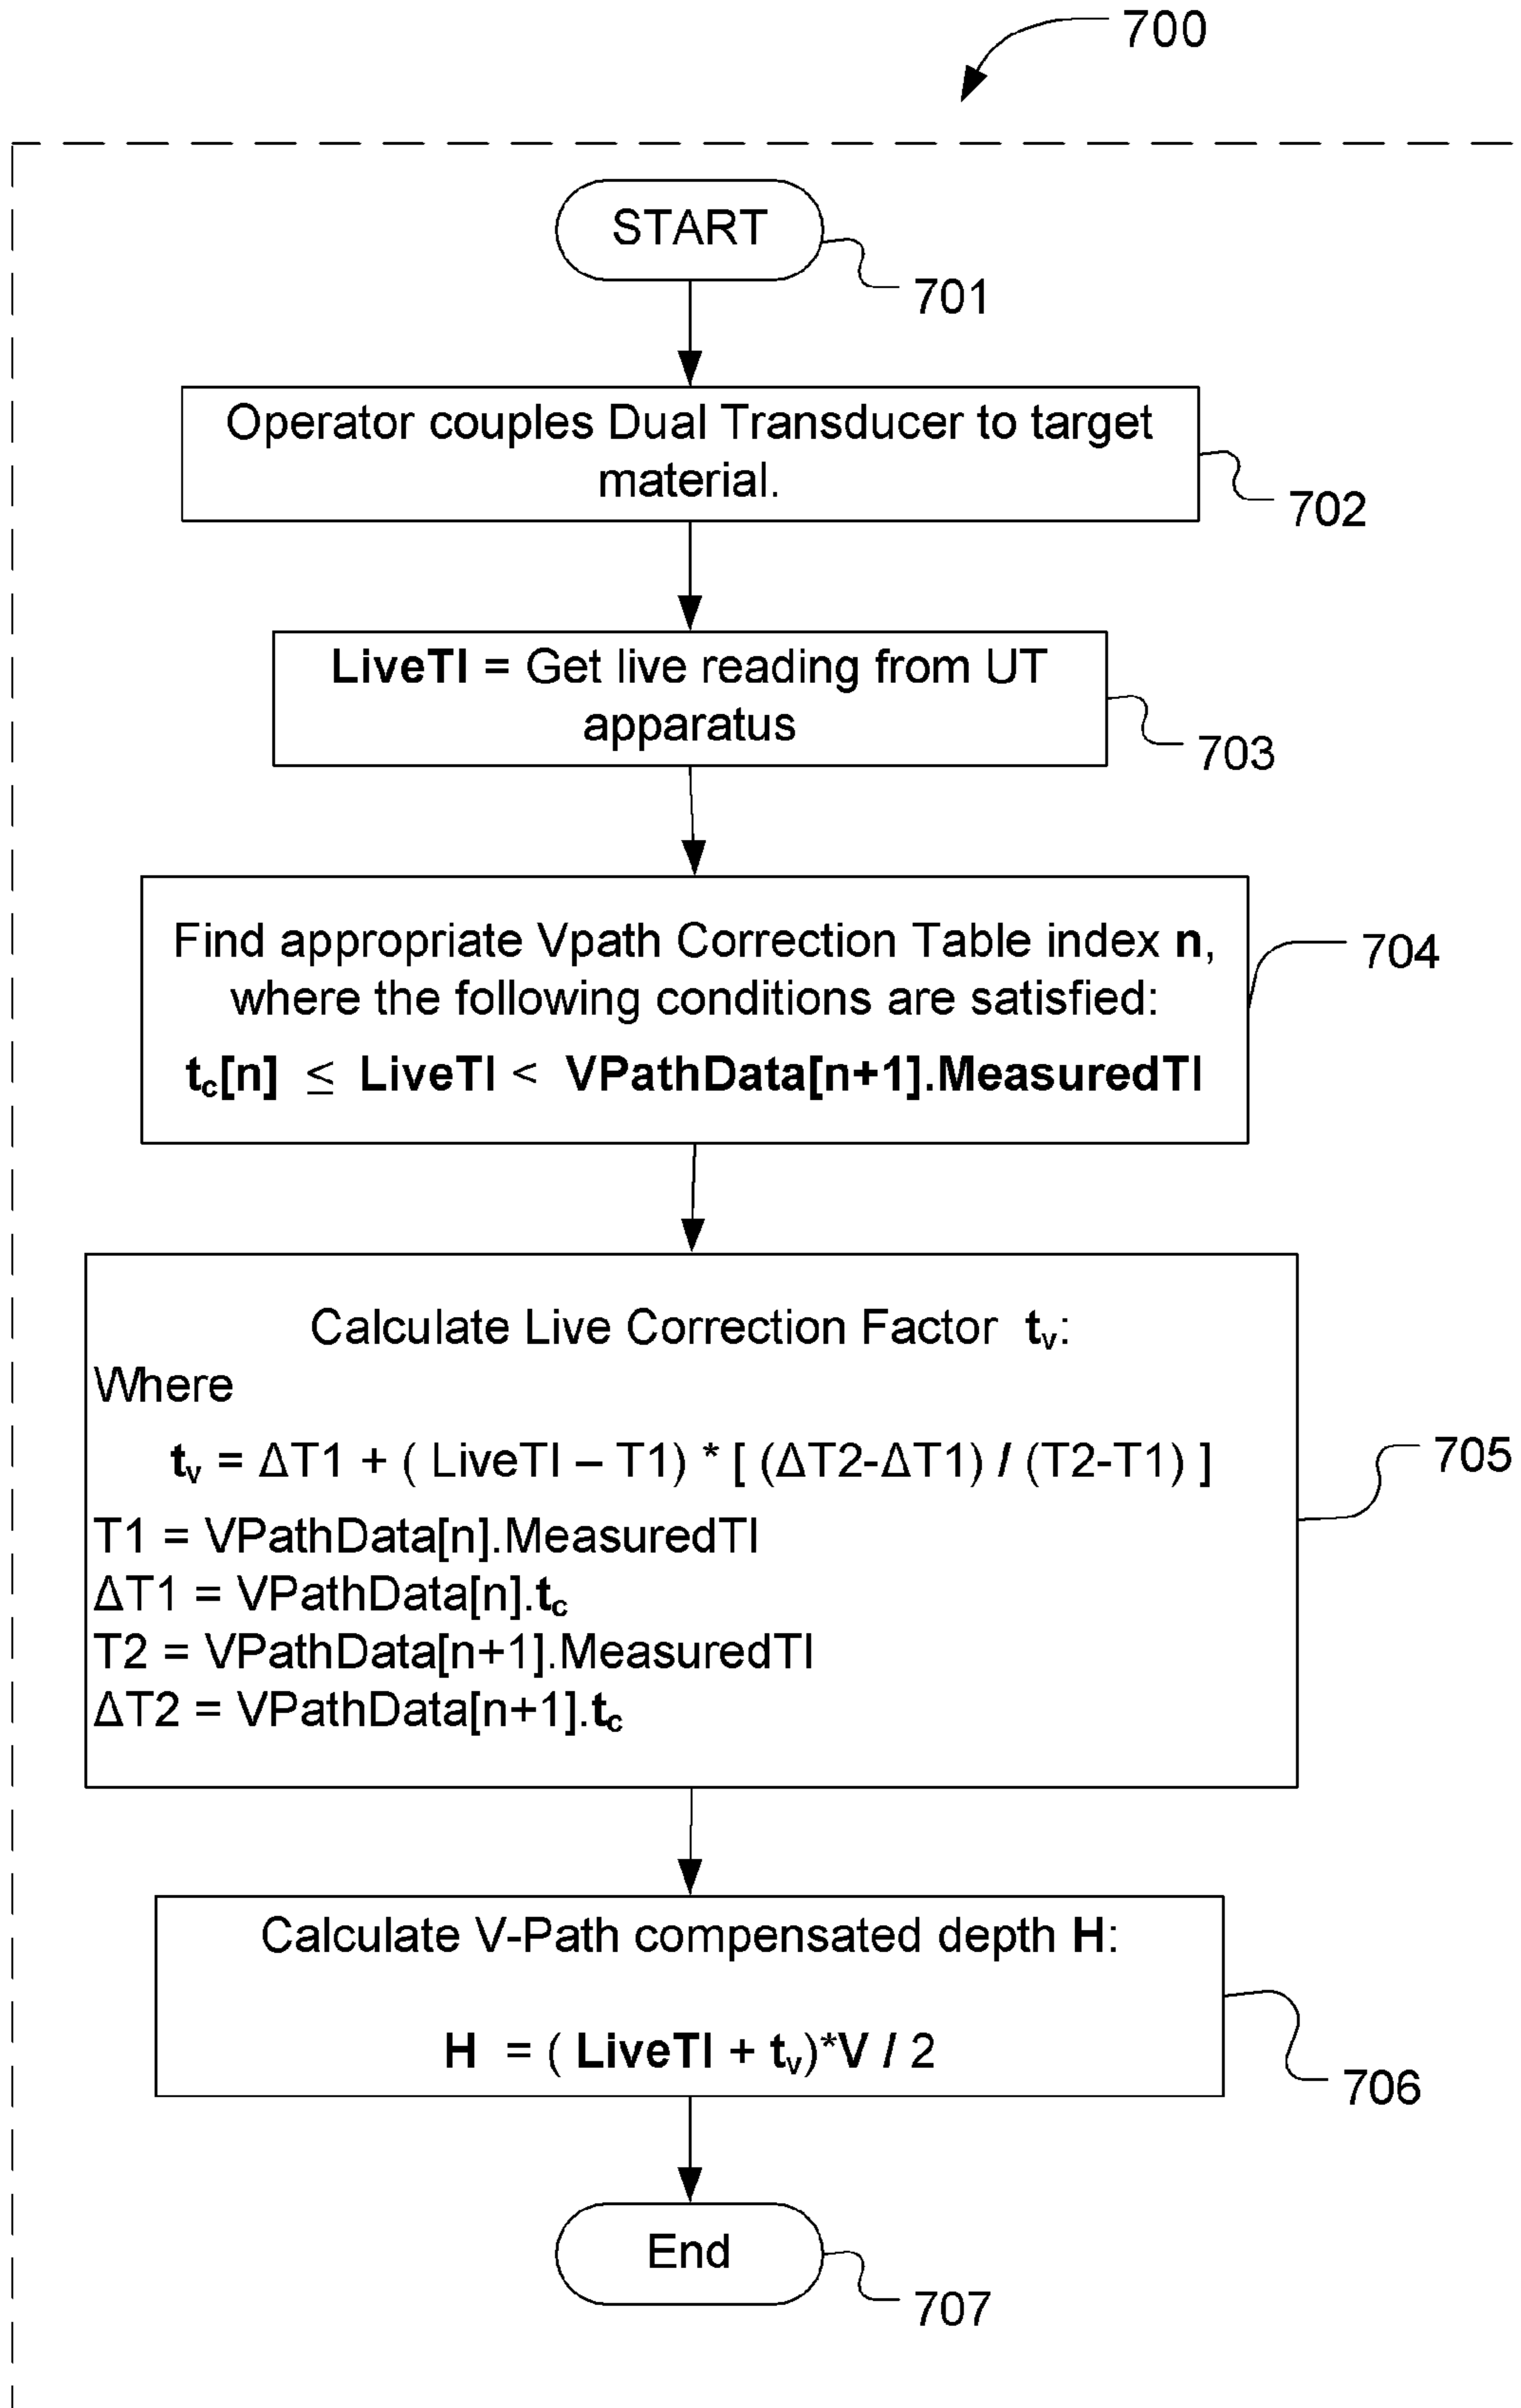 700
START
701
Operator couples Dual Transducer to target
material.
702
LiveTI = Get live reading from UT
apparatus
703
Find appropriate Vpath Correction Table index n,
where the following conditions are satisfied:
tc[n] ≤ LiveTI < VPathData[n+1].MeasuredTI
704
Calculate Live Correction Factor tv:
Where
tv = ΔT1 + ( LiveTI – T1) * [ (ΔT2-ΔT1) / (T2-T1) ]
705
T1 = VPathData[n].MeasuredTI
ΔT1 = VPathData[n].tc
T2 = VPathData[n+1].MeasuredTI
ΔT2 = VPathData[n+1].tc
Calculate V-Path compensated depth H:
H = ( LiveTI + tv)*V / 2
706
End
707